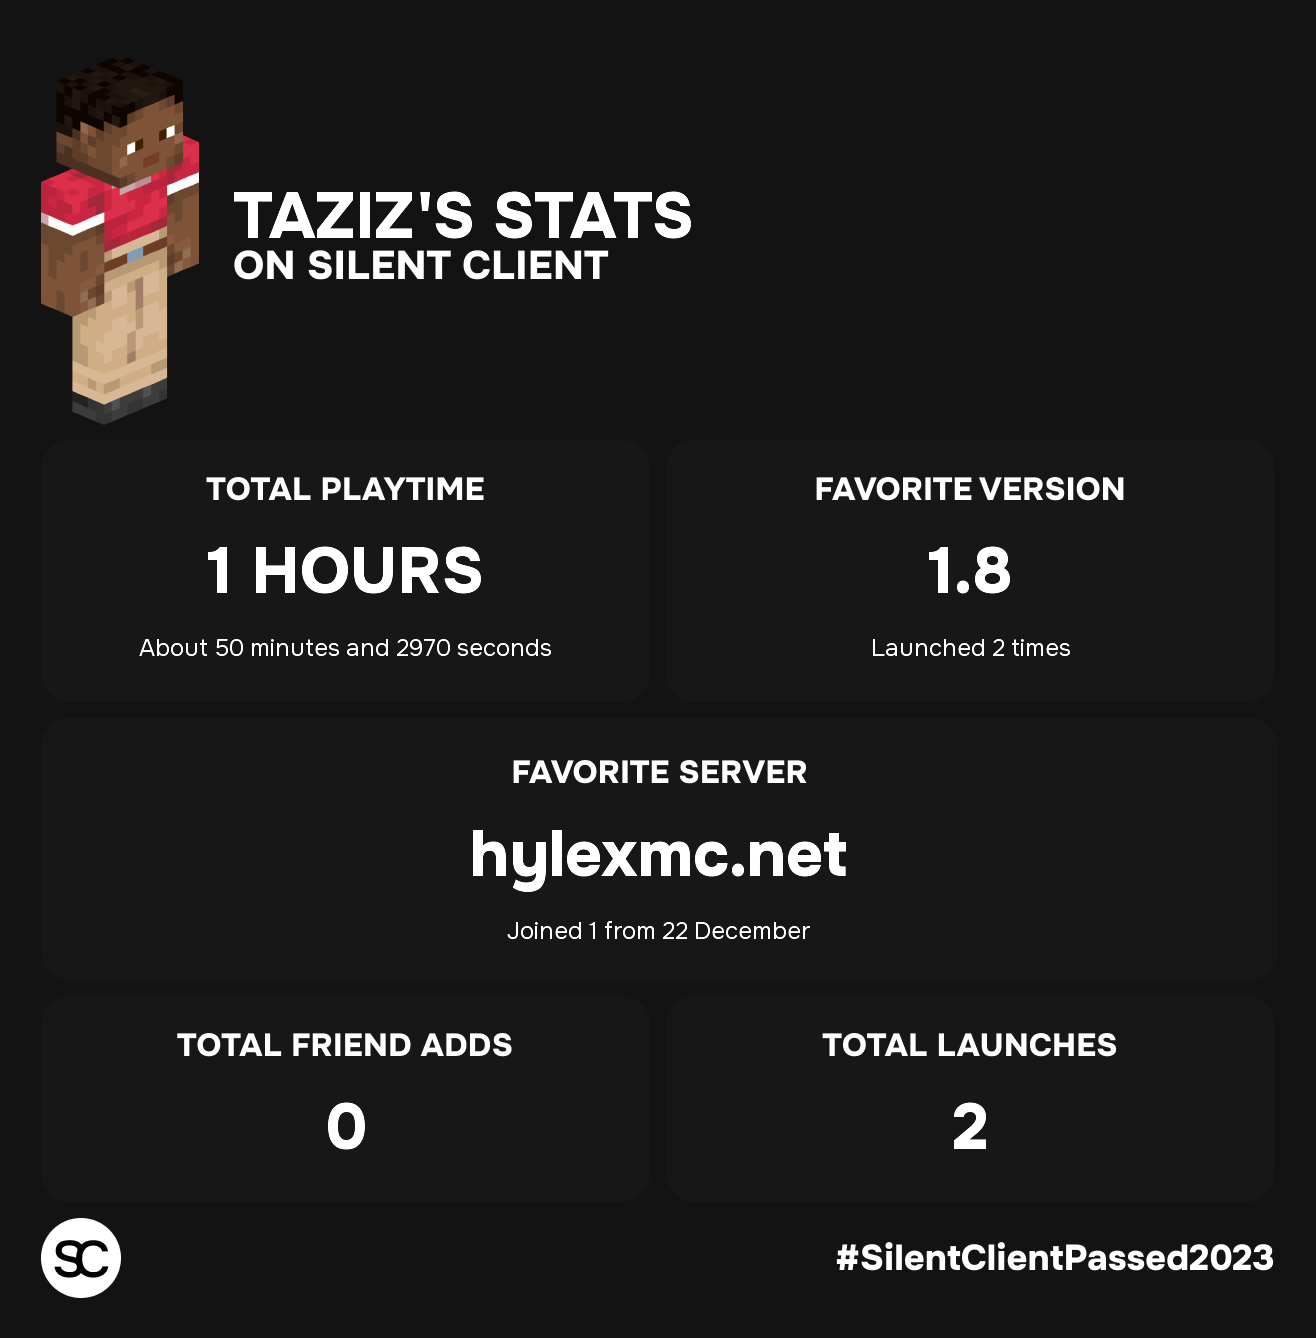 TAZIZ'S STATS
ON SILENT CLIENT
TOTAL PLAYTIME
1 HOURS
About 50 minutes and 2970 seconds
FAVORITE VERSION
1.8
Launched 2 times
FAVORITE SERVER
hylexmc.net
Joined 1 from 22 December
TOTAL FRIEND ADDS
0
TOTAL LAUNCHES
2
SC
#SilentClientPassed2023